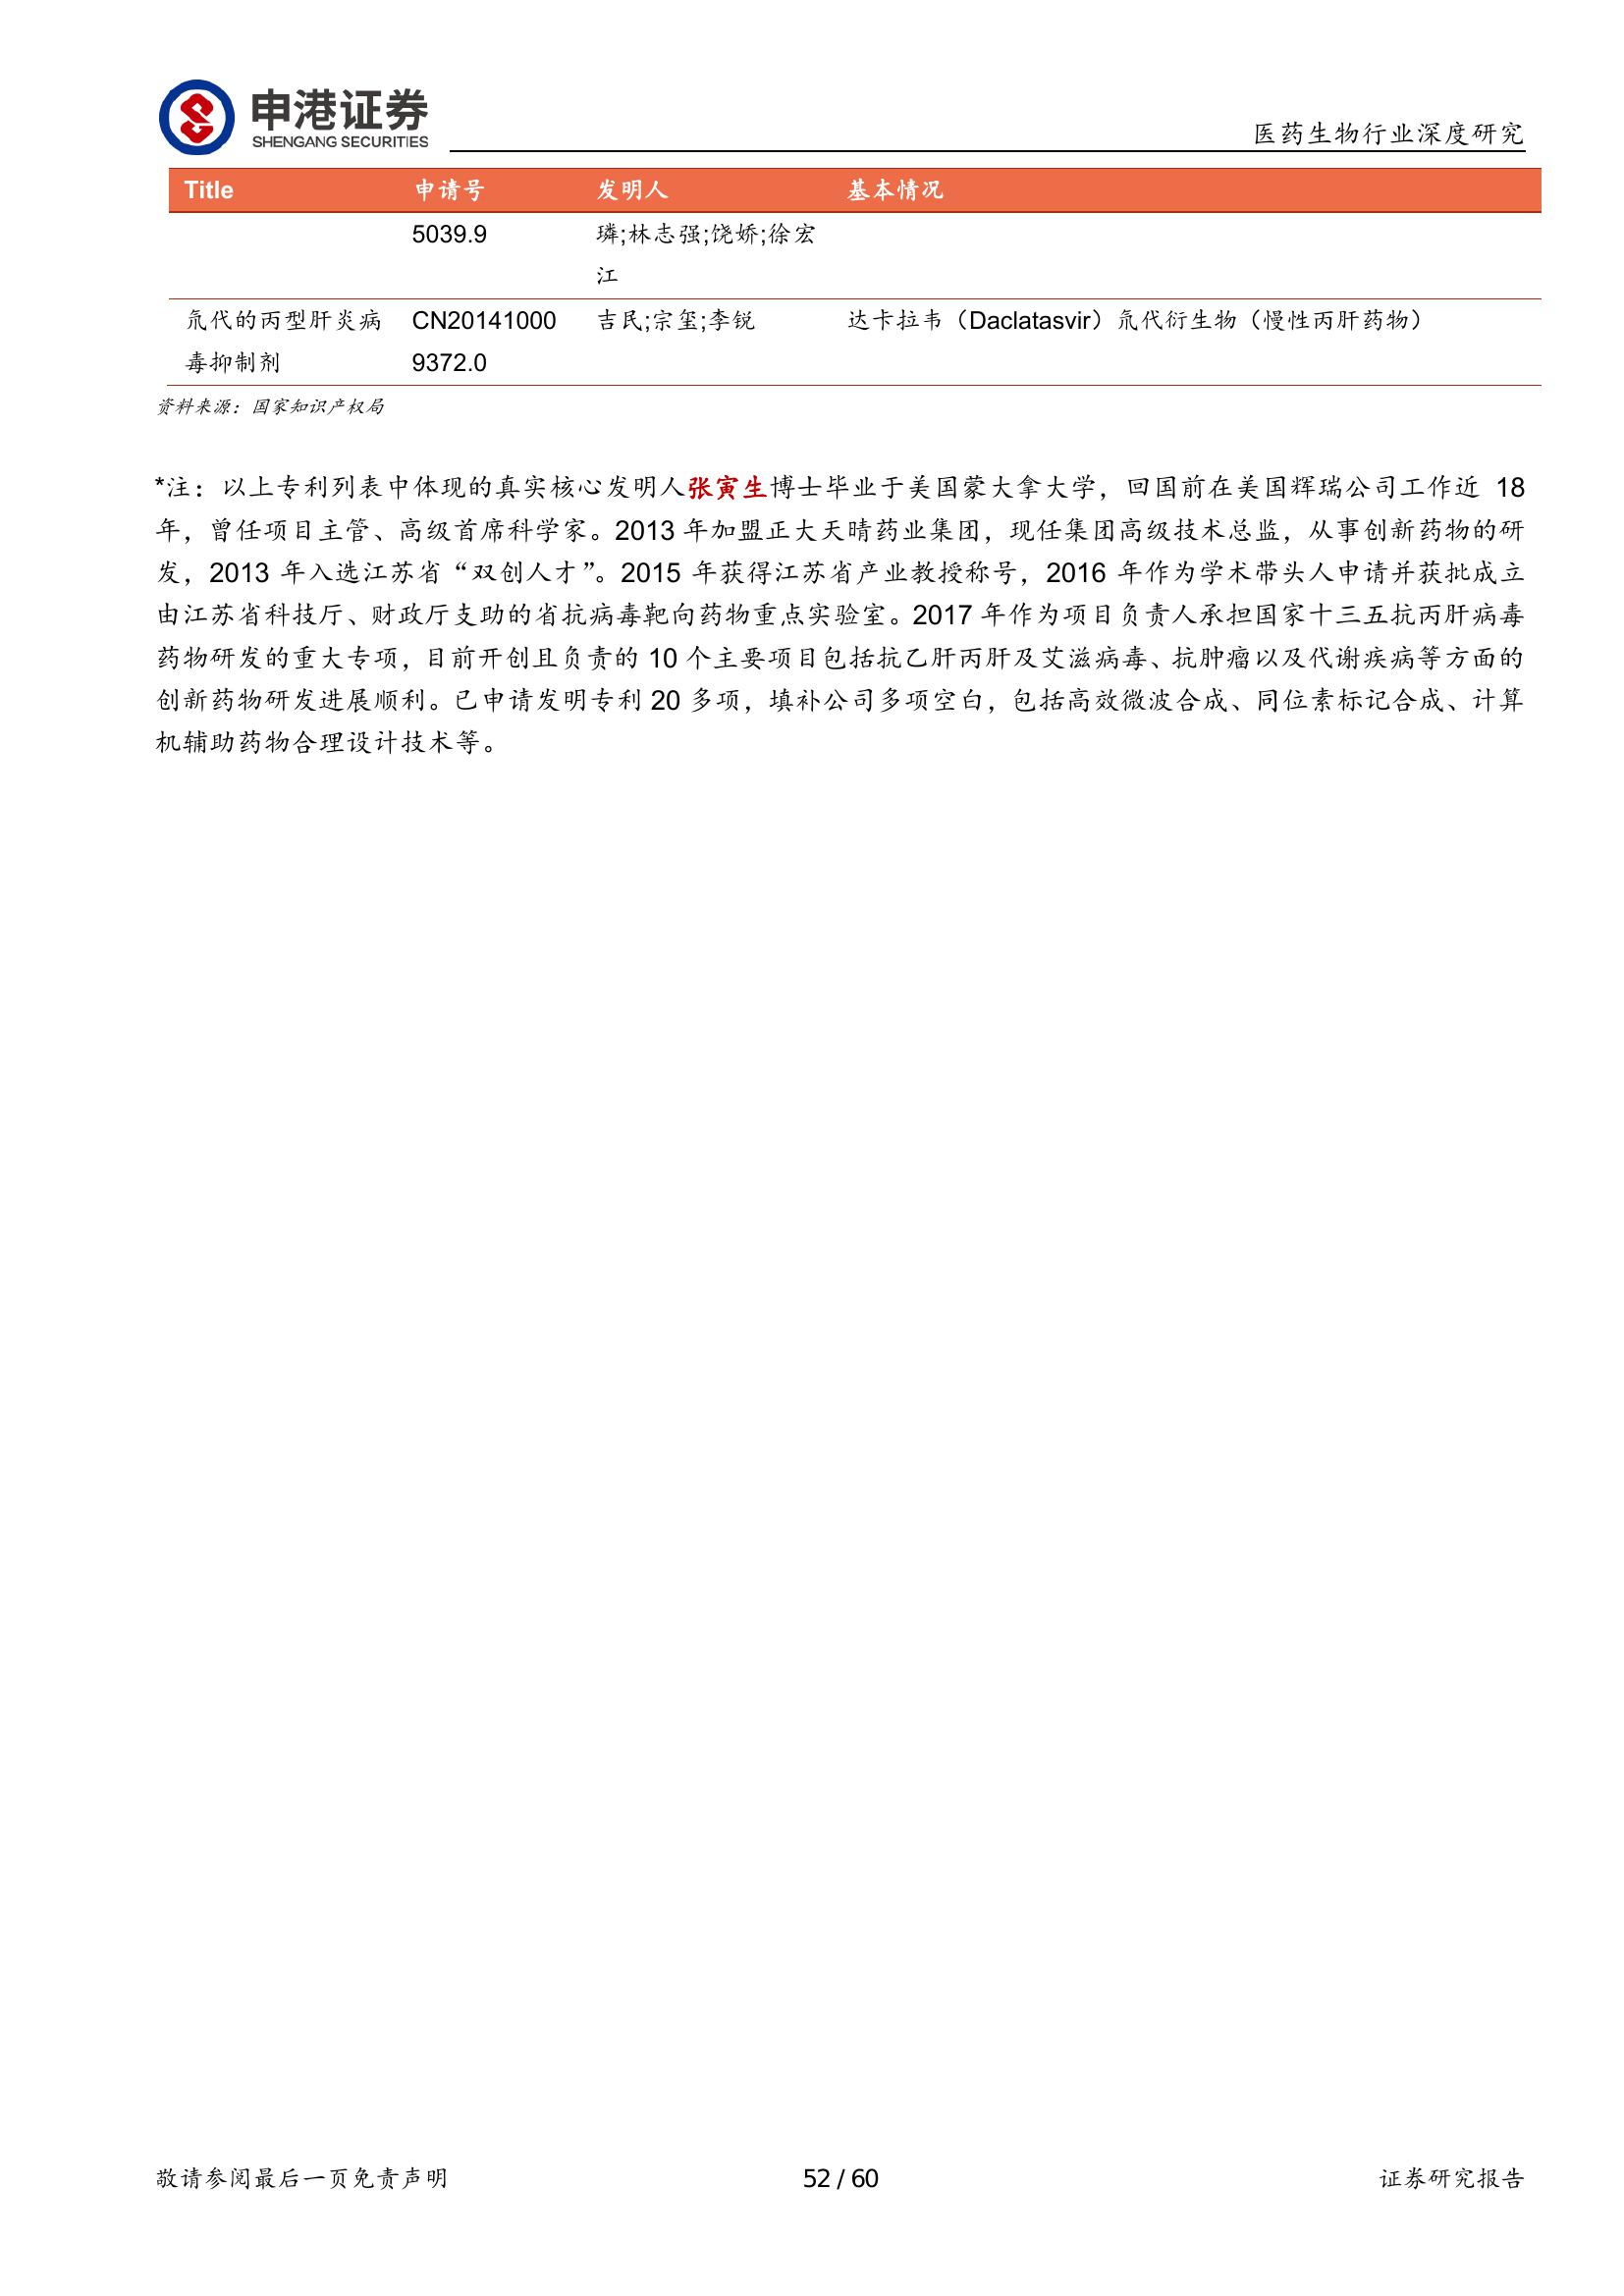 申港证券
SHENGANG SECURITIES
医药生物行业深度研究
Title 申请号 发明人 基本情况
5039.9 璘;林志强;饶娇;徐宏
江
氘代的丙型肝炎病 CN20141000 吉民;宗玺;李锐 达卡拉韦（Daclatasvir）氘代衍生物（慢性丙肝药物）
毒抑制剂 9372.0
资料来源：国家知识产权局
*注：以上专利列表中体现的真实核心发明人张寅生博士毕业于美国蒙大拿大学，回国前在美国辉瑞公司工作近 18
年，曾任项目主管、高级首席科学家。2013 年加盟正大天晴药业集团，现任集团高级技术总监，从事创新药物的研
发，2013 年入选江苏省“双创人才”。2015 年获得江苏省产业教授称号，2016 年作为学术带头人申请并获批成立
由江苏省科技厅、财政厅支助的省抗病毒靶向药物重点实验室。2017 年作为项目负责人承担国家十三五抗丙肝病毒
药物研发的重大专项，目前开创且负责的 10 个主要项目包括抗乙肝丙肝及艾滋病毒、抗肿瘤以及代谢疾病等方面的
创新药物研发进展顺利。已申请发明专利 20 多项，填补公司多项空白，包括高效微波合成、同位素标记合成、计算
机辅助药物合理设计技术等。
敬请参阅最后一页免责声明 52 / 60 证券研究报告